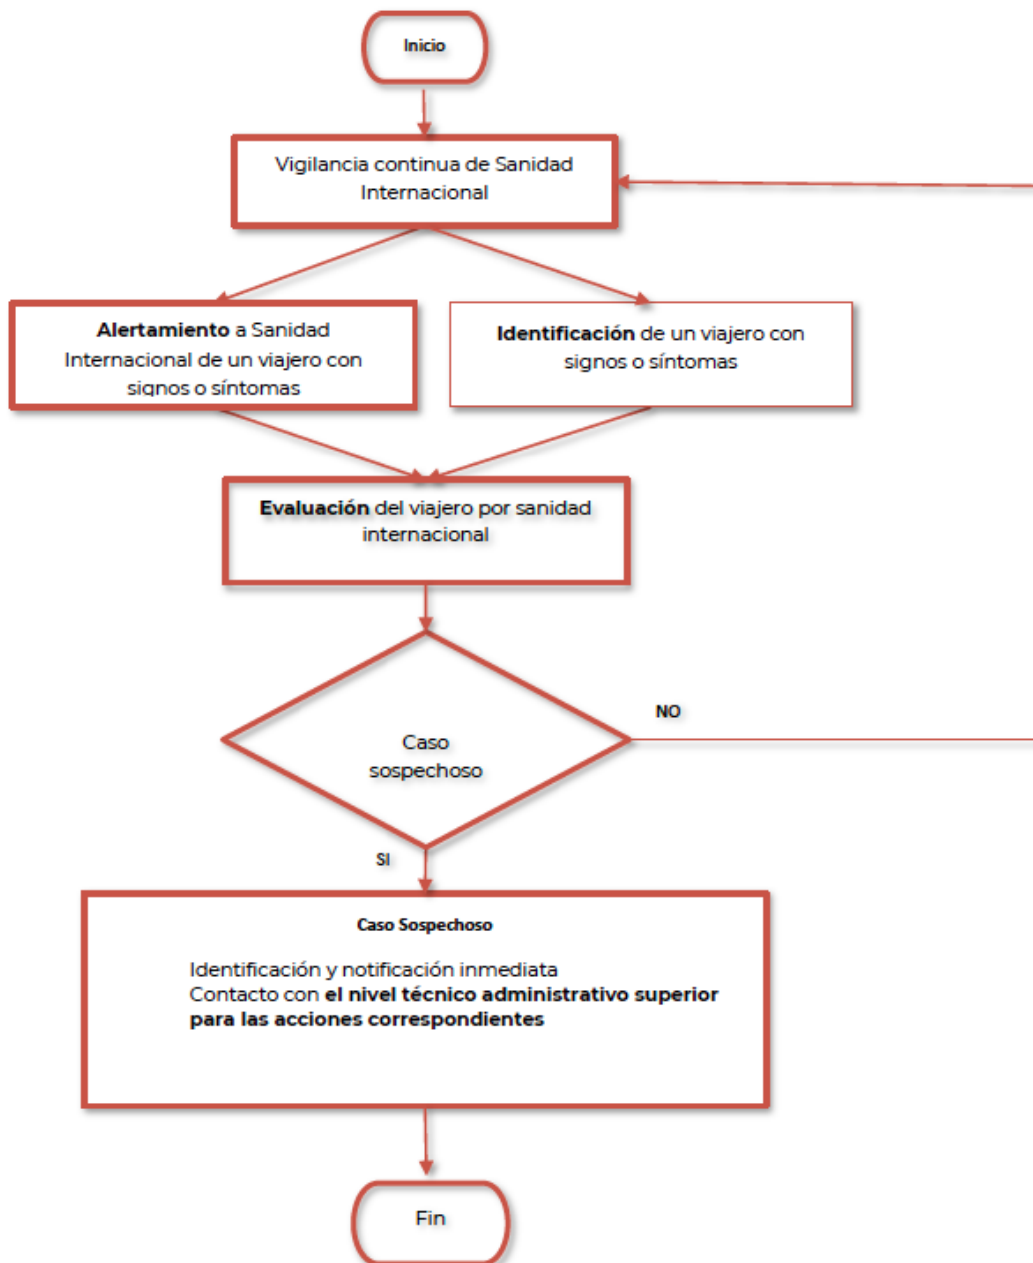 Inicio
Vigilancia continua de Sanidad
Internacional
Alertamiento a Sanidad
Internacional de un viajero con
signos o síntomas
Identificación de un viajero con
signos o síntomas
Evaluación del viajero por sanidad
internacional
Caso
sospechoso
NO
SI
Caso Sospechoso
Identificación y notificación inmediata
Contacto con el nivel técnico administrativo superior
para las acciones correspondientes
Fin